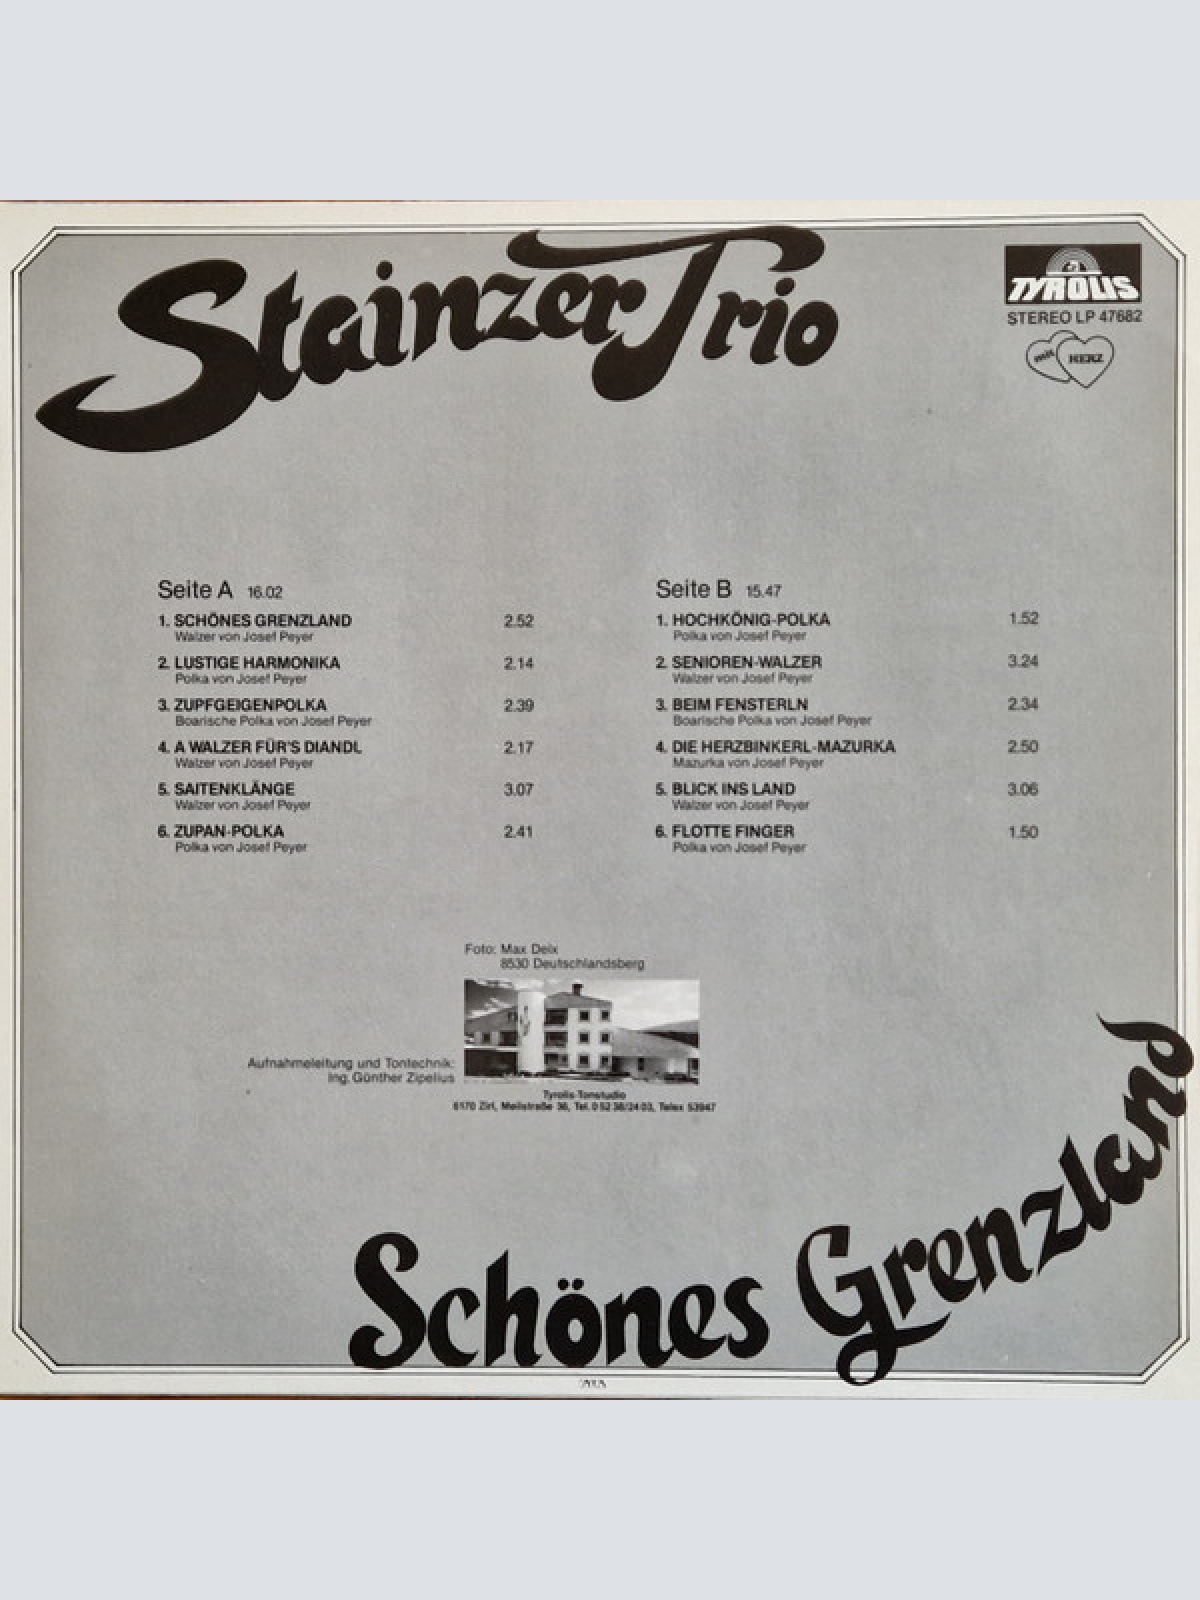 Stainzer Trio
TYROLIS
STEREO LP 47682
HERZ
Seite A 16.02
1. SCHÖNES GRENZLAND 2.52
Walzer von Josef Peyer
2. LUSTIGE HARMONIKA 2.14
Polka von Josef Peyer
3. ZUPFGEIGENPOLKA 2.39
Boarische Polka von Josef Peyer
4. A WALZER FÜR'S DIANDL 2.17
Walzer von Josef Peyer
5. SAITENKLÄNGE 3.07
Walzer von Josef Peyer
6. ZUPAN-POLKA 2.41
Polka von Josef Peyer
Seite B 15.47
1. HOCHKÖNIG-POLKA 1.52
Polka von Josef Peyer
2. SENIOREN-WALZER 3.24
Walzer von Josef Peyer
3. BEIM FENSTERLN 2.34
Boarische Polka von Josef Peyer
4. DIE HERZBINKERL-MAZURKA 2.50
Mazurka von Josef Peyer
5. BLICK INS LAND 3.06
Walzer von Josef Peyer
6. FLOTTE FINGER 1.50
Polka von Josef Peyer
Foto: Max Deix
8530 Deutschlandsberg
Aufnahmeleitung und Tontechnik:
Ing. Günther Zipelius
Tyrolis-Tonstudio
6170 Zirl, Meilstraße 36, Tel. 0 52 38/24 03, Telex 53947
Schönes Grenzland